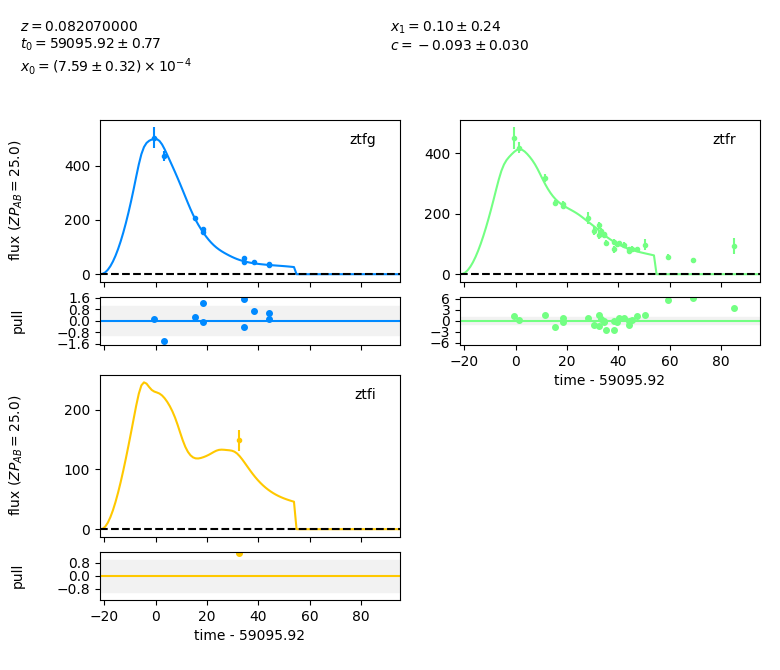 z = 0.082070000
t₀ = 59095.92 ± 0.77
x₀ = (7.59 ± 0.32) × 10⁻⁴
x₁ = 0.10 ± 0.24
c = −0.093 ± 0.030
ztfg
flux (ZP_AB = 25.0)
400
200
0
pull
1.6
0.8
0.0
−0.8
−1.6
ztfr
400
200
0
6
3
0
−3
−6
−20 0 20 40 60 80
time - 59095.92
ztfi
flux (ZP_AB = 25.0)
200
100
0
pull
0.8
0.0
−0.8
−20 0 20 40 60 80
time - 59095.92